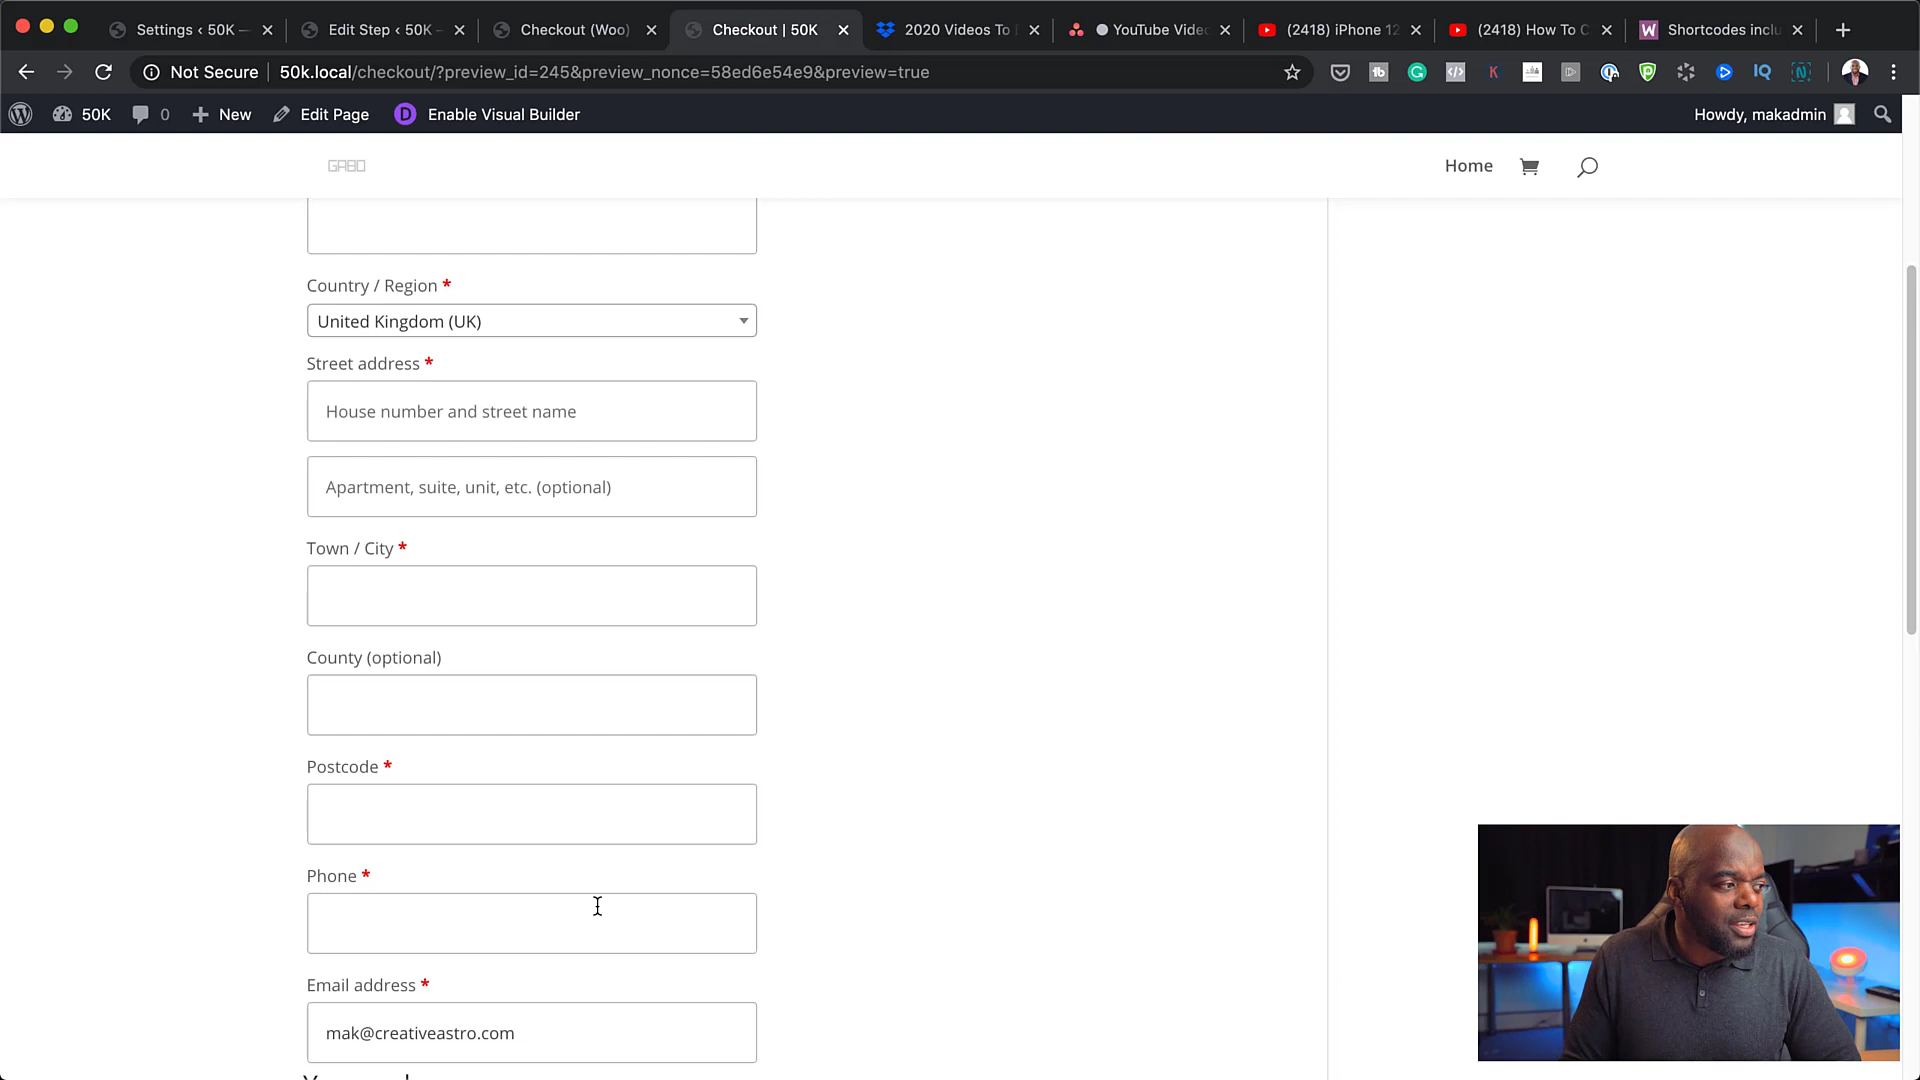 Settings ‹ 50K —
Edit Step ‹ 50K —
Checkout (Woo)
Checkout | 50K
2020 Videos To
YouTube Vide
(2418) iPhone 12
(2418) How To C
Shortcodes inclu
Not Secure
50k.local/checkout/?preview_id=245&preview_nonce=58ed6e54e9&preview=true
50K
0
New
Edit Page
Enable Visual Builder
Howdy, makadmin
GABO
Home
Country / Region *
United Kingdom (UK)
Street address *
House number and street name
Apartment, suite, unit, etc. (optional)
Town / City *
County (optional)
Postcode *
Phone *
Email address *
mak@creativeastro.com